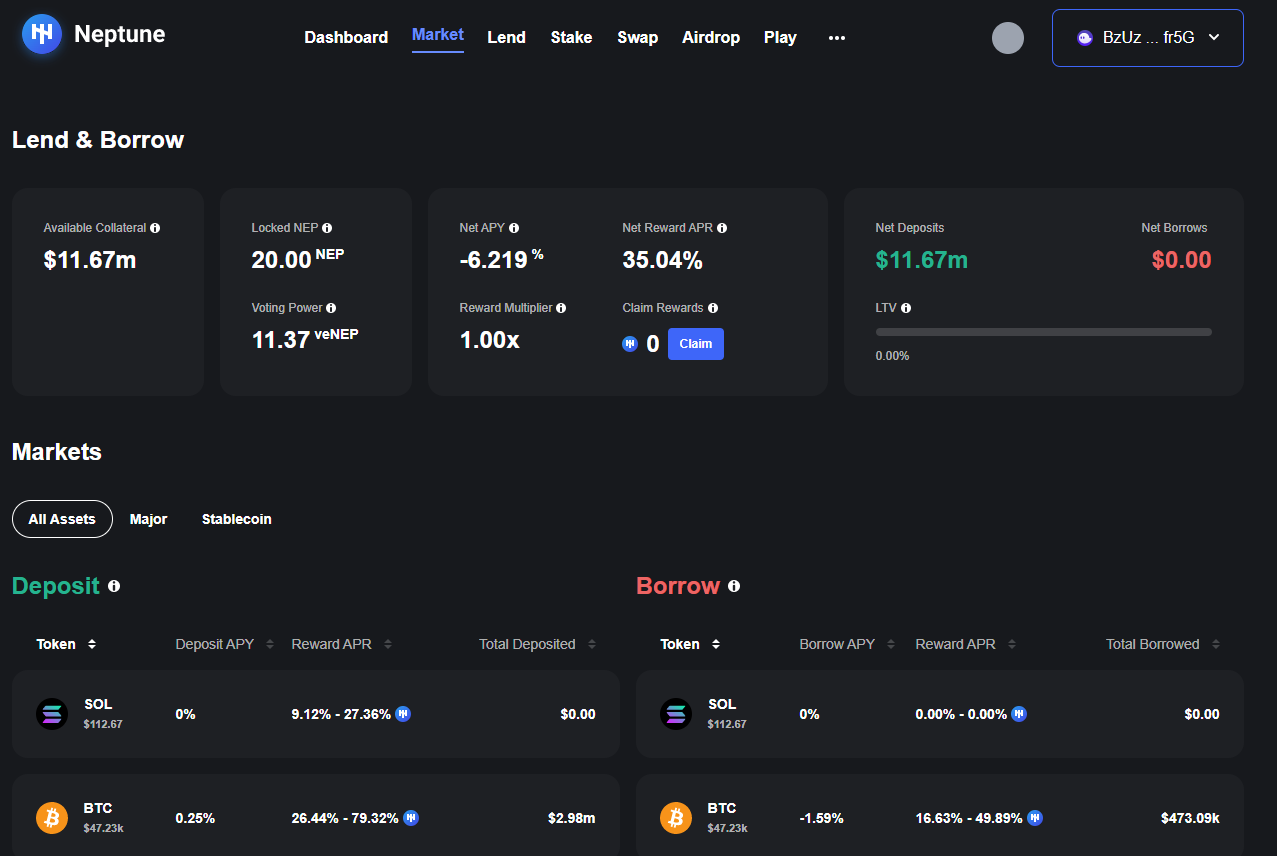 Neptune
Dashboard Market Lend Stake Swap Airdrop Play ...
BzUz ... fr5G
Lend & Borrow
Available Collateral
$11.67m
Locked NEP
20.00 NEP
Voting Power
11.37 veNEP
Net APY
-6.219 %
Net Reward APR
35.04%
Reward Multiplier
1.00x
Claim Rewards
0 Claim
Net Deposits
$11.67m
Net Borrows
$0.00
LTV
0.00%
Markets
All Assets Major Stablecoin
Deposit
Token Deposit APY Reward APR Total Deposited
SOL
$112.67
0% 9.12% - 27.36% $0.00
BTC
$47.23k
0.25% 26.44% - 79.32% $2.98m
Borrow
Token Borrow APY Reward APR Total Borrowed
SOL
$112.67
0% 0.00% - 0.00% $0.00
BTC
$47.23k
-1.59% 16.63% - 49.89% $473.09k